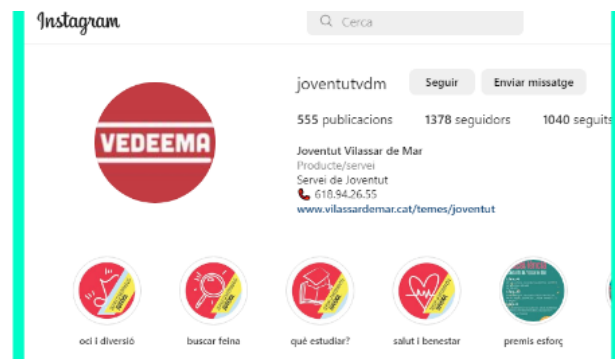 Instagram
Cerca
joventutvdm Seguir Enviar missatge
555 publicacions 1378 seguidors 1040 seguits
VEDEEMA
Joventut Vilassar de Mar
Producte/servei
Servei de Joventut
618.94.26.55
www.vilassardemar.cat/temes/joventut
oci i diversió buscar feina què estudiar? salut i benestar premis esforç